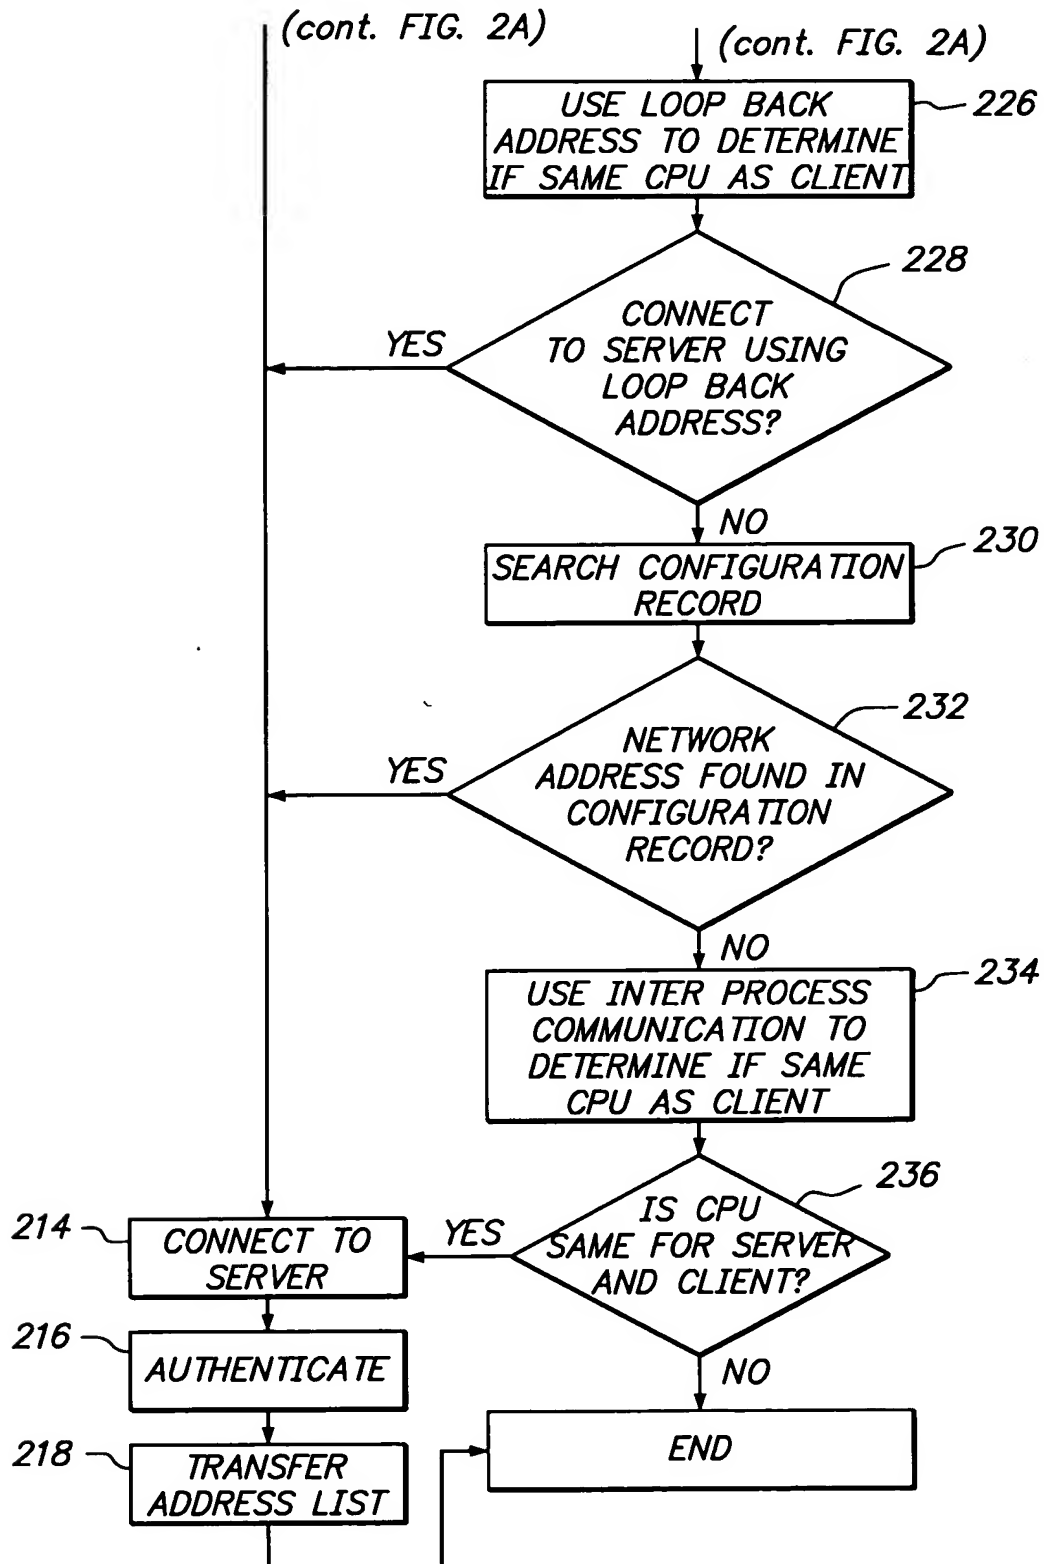 (cont. FIG. 2A)
(cont. FIG. 2A)
USE LOOP BACK
ADDRESS TO DETERMINE
IF SAME CPU AS CLIENT
226
228
CONNECT
TO SERVER USING
LOOP BACK
ADDRESS?
YES
NO
230
SEARCH CONFIGURATION
RECORD
232
NETWORK
ADDRESS FOUND IN
CONFIGURATION
RECORD?
YES
NO
234
USE INTER PROCESS
COMMUNICATION TO
DETERMINE IF SAME
CPU AS CLIENT
236
IS CPU
SAME FOR SERVER
AND CLIENT?
YES
NO
214
CONNECT TO
SERVER
216
AUTHENTICATE
218
TRANSFER
ADDRESS LIST
END